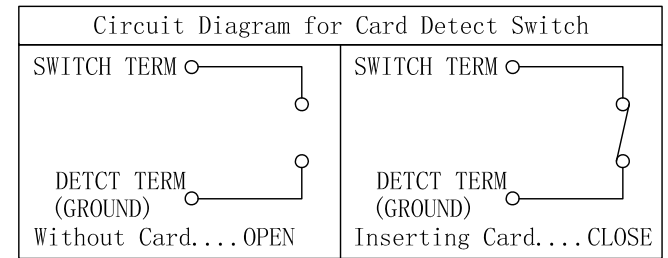 Circuit Diagram for Card Detect Switch
SWITCH TERM
DETCT TERM
(GROUND)
Without Card....OPEN
SWITCH TERM
DETCT TERM
(GROUND)
Inserting Card....CLOSE